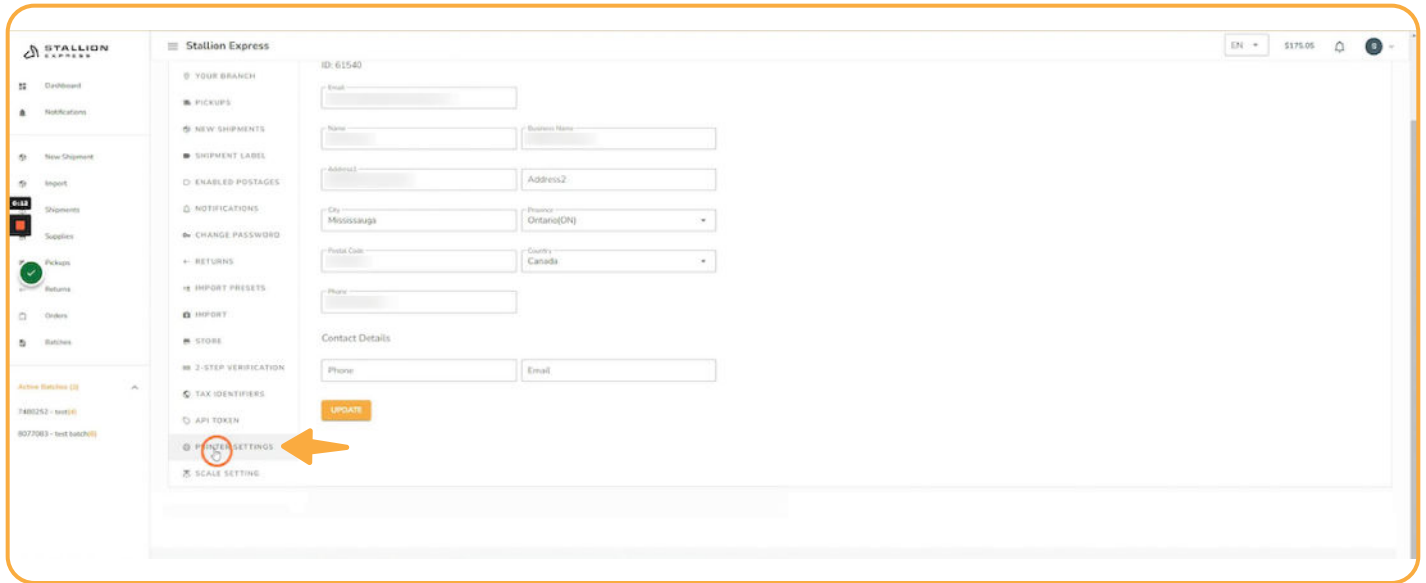 STALLION
EXPRESS
Stallion Express
EN
$175.05
S
Dashboard
Notifications
New Shipment
Import
Shipments
Supplies
Pickups
Returns
Orders
Batches
Active Batches (2)
7480252 - test(4)
8077083 - test batch(6)
0:12
YOUR BRANCH
PICKUPS
NEW SHIPMENTS
SHIPMENT LABEL
ENABLED POSTAGES
NOTIFICATIONS
CHANGE PASSWORD
RETURNS
IMPORT PRESETS
IMPORT
STORE
2-STEP VERIFICATION
TAX IDENTIFIERS
API TOKEN
PRINTER SETTINGS
SCALE SETTING
ID: 61540
Email
Name
Business Name
Address1
Address2
City
Mississauga
Province
Ontario(ON)
Postal Code
Country
Canada
Phone
Contact Details
Phone
Email
UPDATE